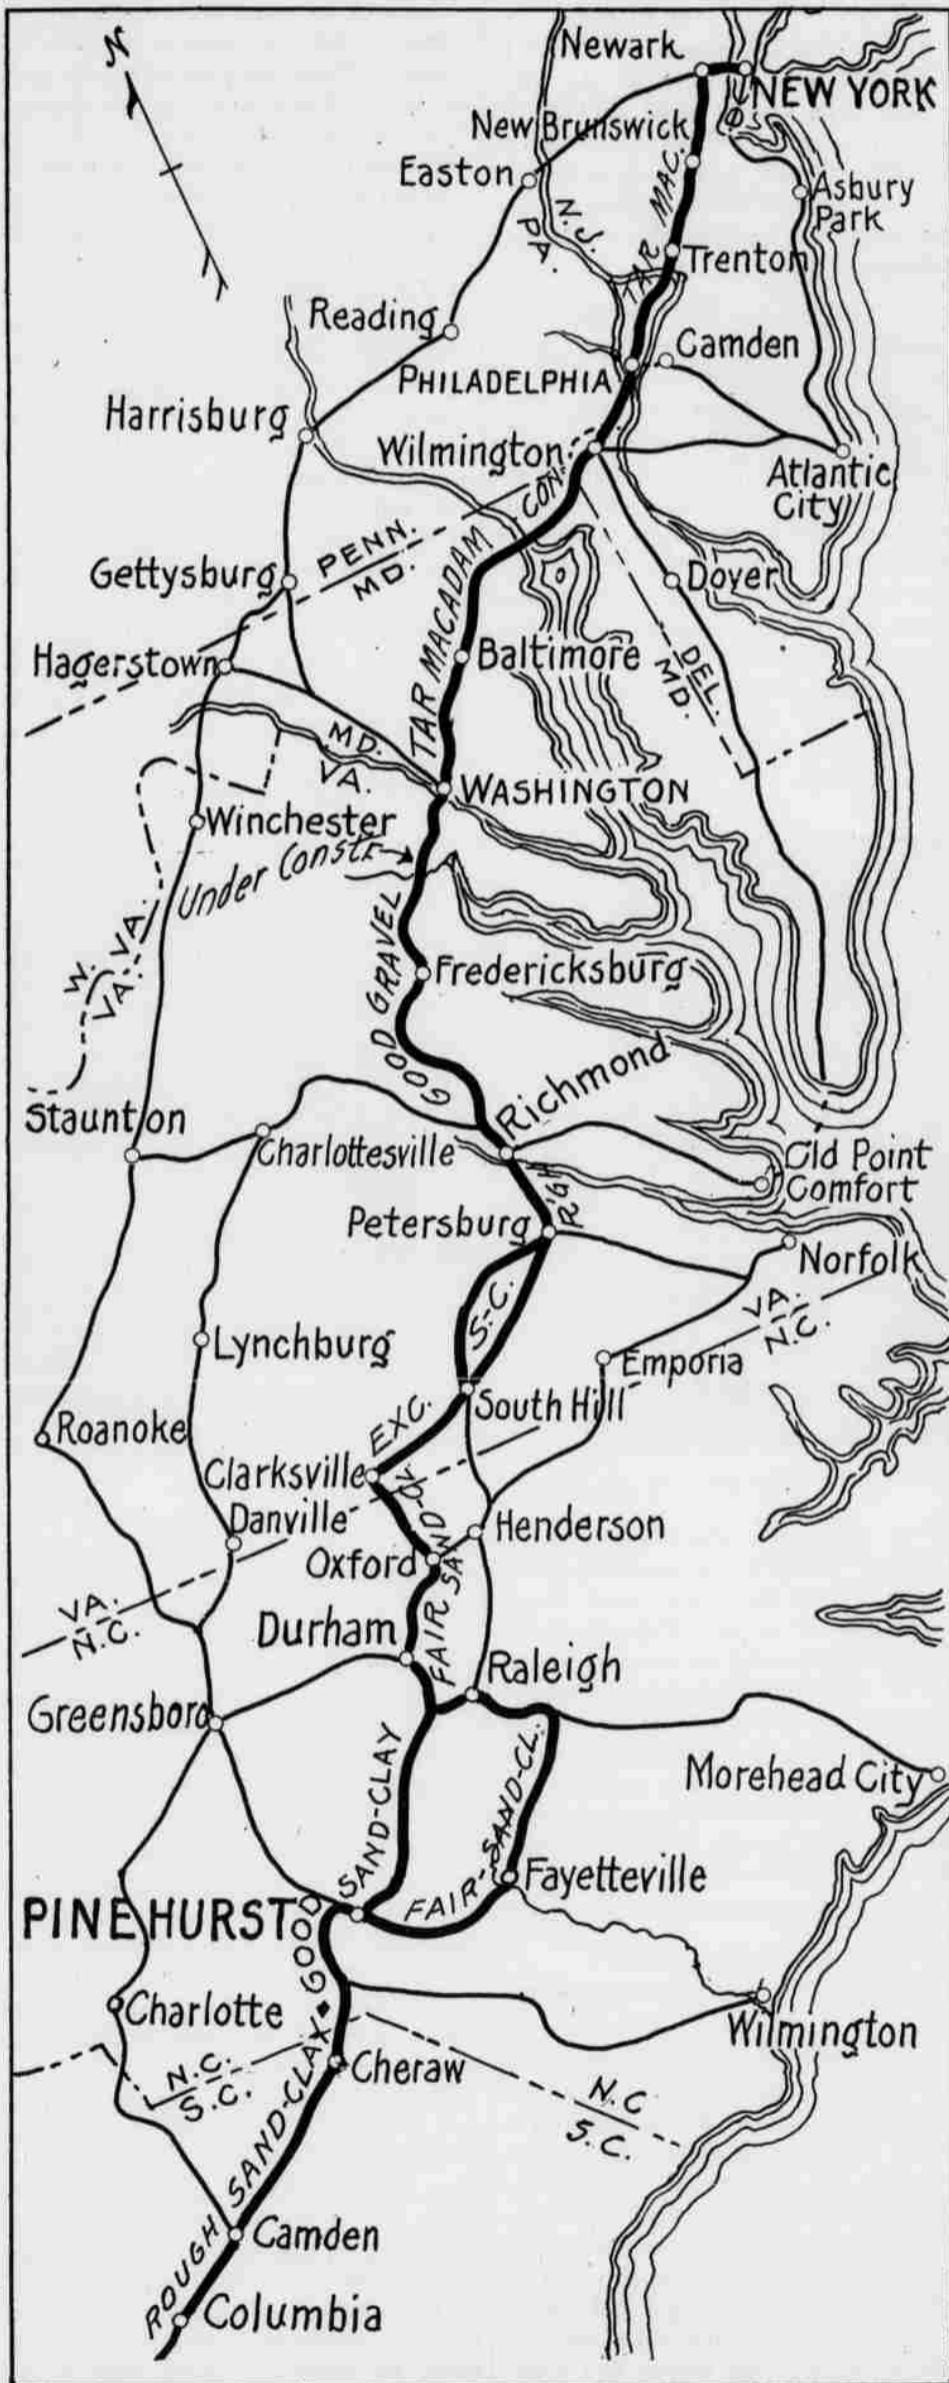 N
Newark
NEW YORK
New Brunswick
Easton
Asbury
Park
TAR MAC.
N.J.
PA.
Trenton
Reading
Camden
PHILADELPHIA
Harrisburg
Wilmington
Atlantic
City
CON.
PENN.
MD.
Gettysburg
Dover
TAR MACADAM
Hagerstown
Baltimore
DEL.
MD.
MD.
VA.
WASHINGTON
Winchester
Under Constr.
W. VA.
VA.
GOOD GRAVEL
Fredericksburg
Richmond
Staunton
Charlottesville
Old Point
Comfort
R'GH
Petersburg
Norfolk
S.-C.
VA.
N.C.
Lynchburg
Emporia
South Hill
EXC.
Roanoke
Clarksville
Danville
Henderson
Oxford
FAIR SAND-CL.
VA.
N.C.
Durham
Raleigh
Greensboro
SAND-CLAY
Morehead City
FAIR-SAND-CL.
Fayetteville
PINEHURST
GOOD
Charlotte
Wilmington
N.C.
S.C.
Cheraw
N.C
S.C.
ROUGH SAND-CLAY
Camden
Columbia